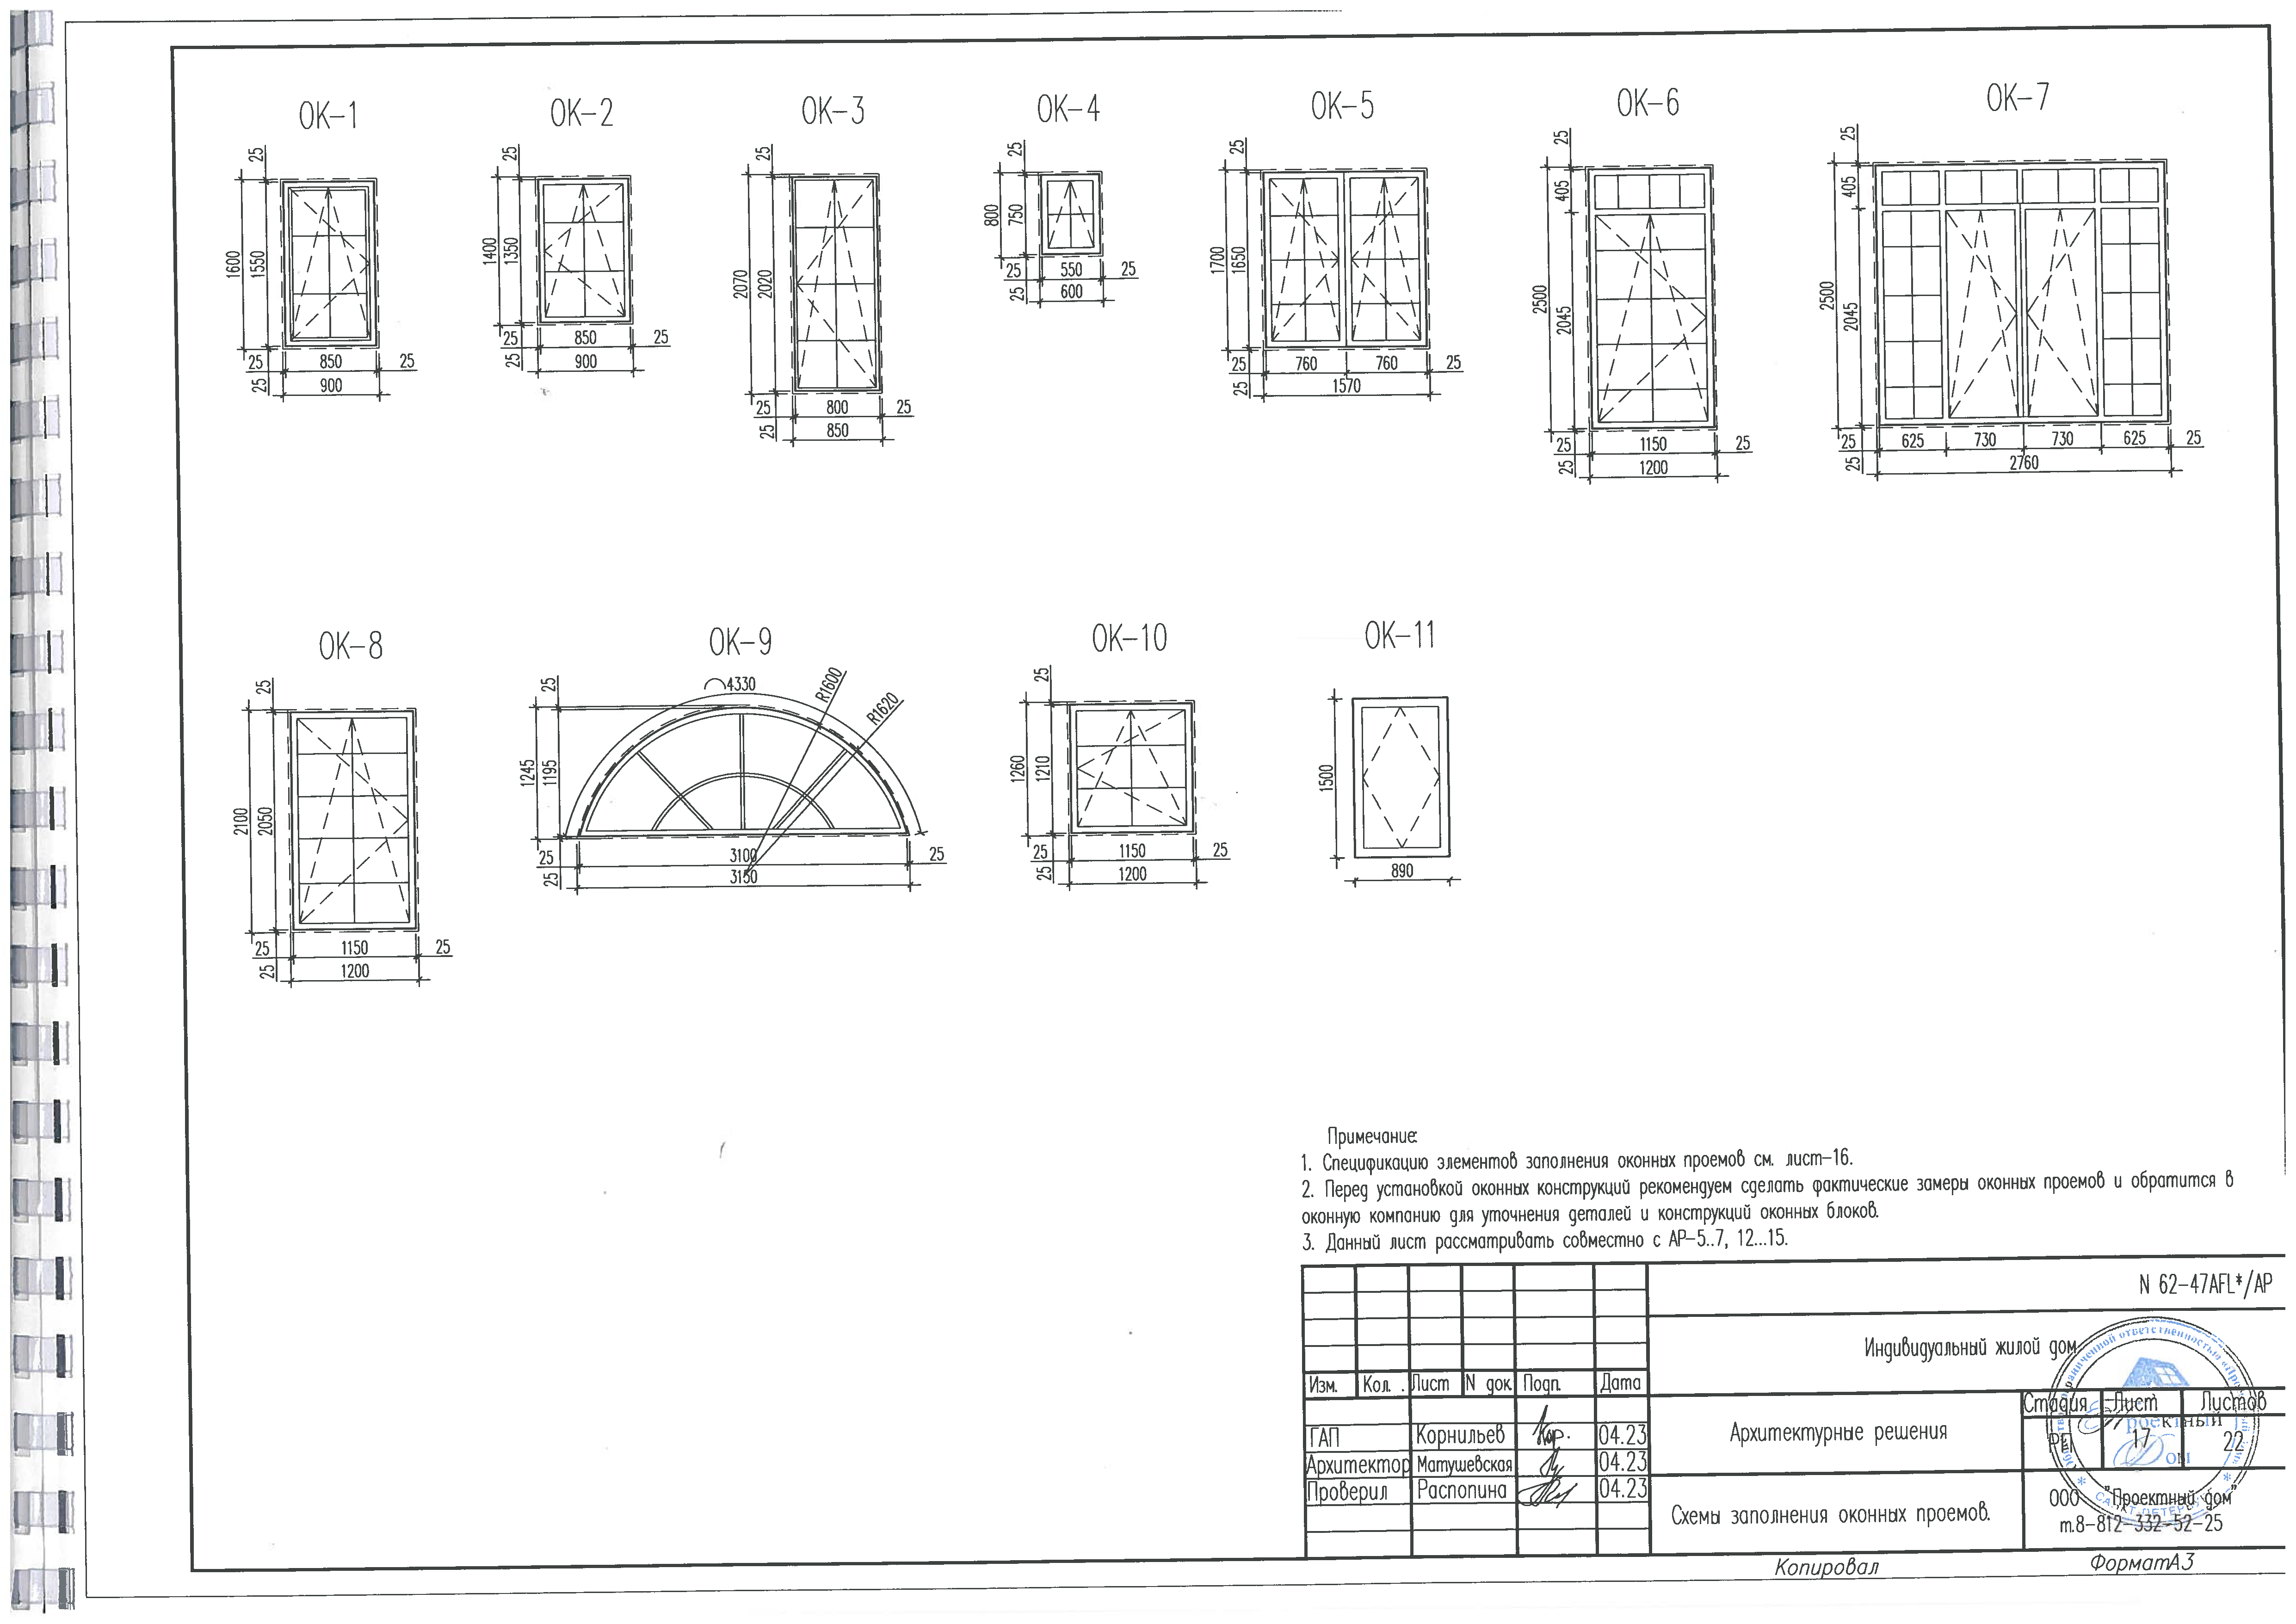 ОК-1
ОК-2
ОК-3
ОК-4
ОК-5
ОК-6
ОК-7
25
1600
1550
25
850
25
25
900
25
1400
1350
25
850
25
25
900
25
2070
2020
25
800
25
25
850
25
800
750
25
550
25
25
600
25
1700
1650
25
760
760
25
25
1570
25
405
2500
2045
25
1150
25
25
1200
25
405
2500
2045
25
625
730
730
625
25
25
2760
ОК-8
ОК-9
ОК-10
ОК-11
25
2100
2050
25
1150
25
25
1200
25
4330
R1600
R1620
1245
1195
25
3100
25
25
3150
25
1260
1210
25
1150
25
25
1200
1500
890
Примечание:
1. Спецификацию элементов заполнения оконных проемов см. лист-16.
2. Перед установкой оконных конструкций рекомендуем сделать фактические замеры оконных проемов и обратится в
оконную компанию для уточнения деталей и конструкций оконных блоков.
3. Данный лист рассматривать совместно с АР-5..7, 12...15.
N 62-47AFL*/АР
Индивидуальный жилой дом
Изм. Кол. Лист N док. Подп. Дата
Архитектурные решения
Стадия Лист Листов
РП 17 22
ГАП Корнильев 04.23
Архитектор Матушевская 04.23
Проверил Распопина 04.23
Схемы заполнения оконных проемов.
ООО "Проектный дом"
т.8-812-332-52-25
Копировал
ФорматА3